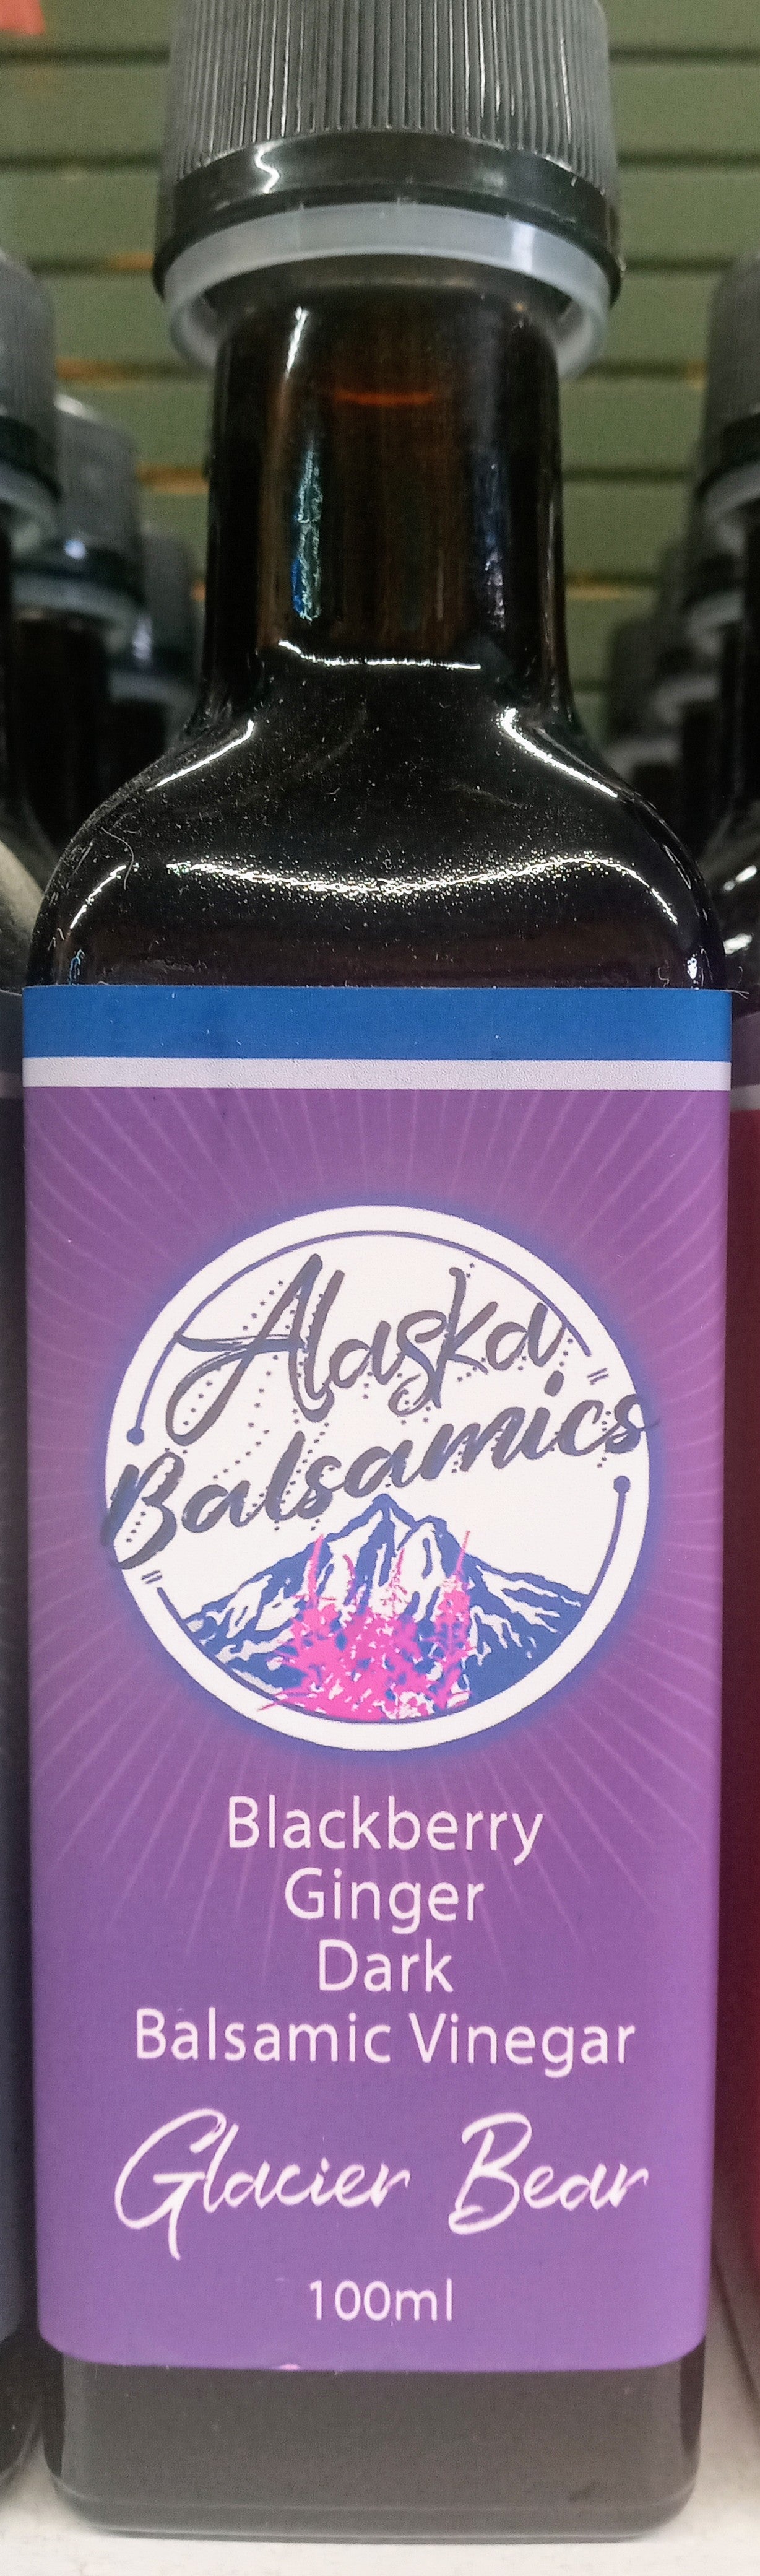 Alaska
Balsamics
Blackberry
Ginger
Dark
Balsamic Vinegar
Glacier Bear
100ml